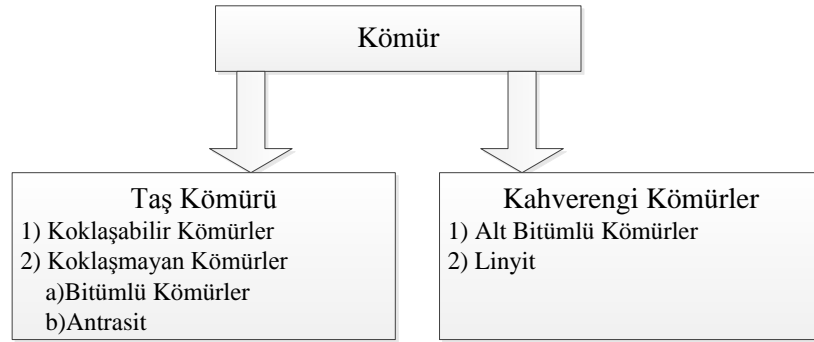 Kömür
Taş Kömürü
1) Koklaşabilir Kömürler
2) Koklaşmayan Kömürler
a)Bitümlü Kömürler
b)Antrasit
Kahverengi Kömürler
1) Alt Bitümlü Kömürler
2) Linyit